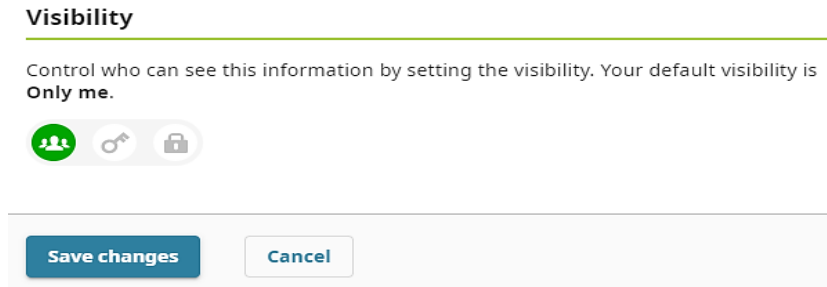 Visibility
Control who can see this information by setting the visibility. Your default visibility is
Only me.
Save changes
Cancel